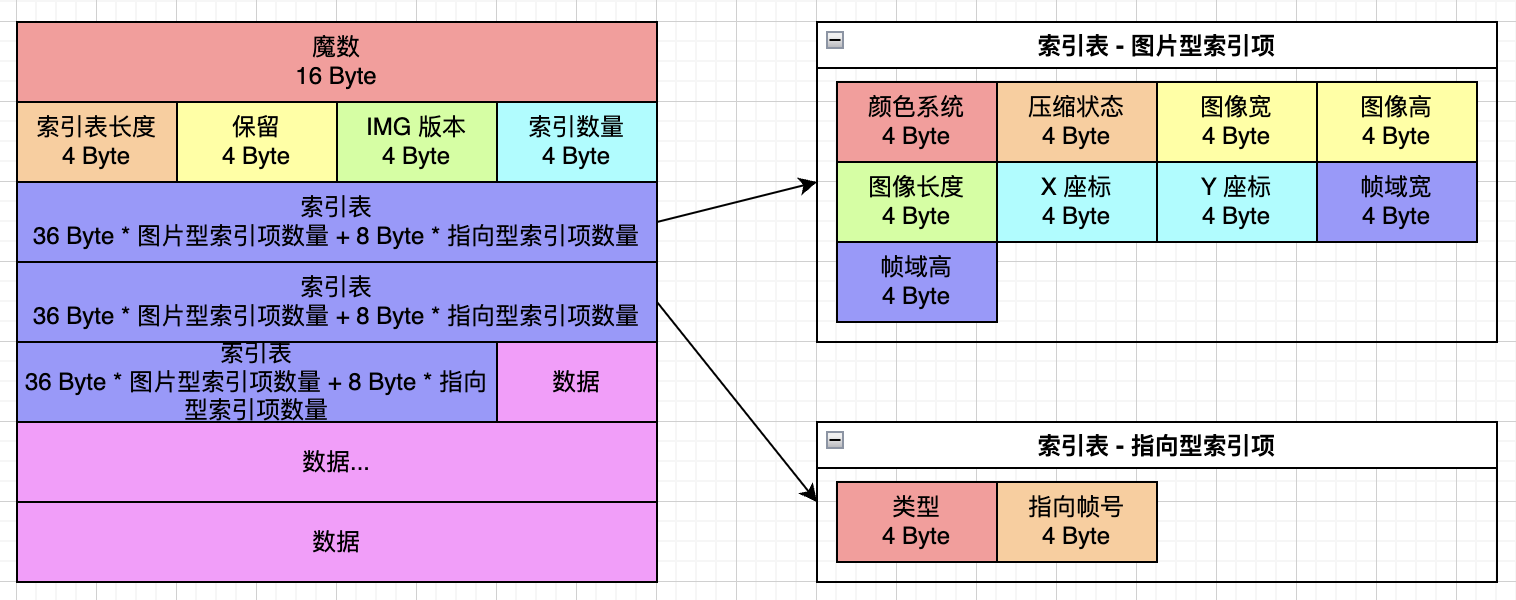 魔数
16 Byte
索引表长度
4 Byte
保留
4 Byte
IMG 版本
4 Byte
索引数量
4 Byte
索引表
36 Byte * 图片型索引项数量 + 8 Byte * 指向型索引项数量
索引表
36 Byte * 图片型索引项数量 + 8 Byte * 指向型索引项数量
索引表
36 Byte * 图片型索引项数量 + 8 Byte * 指向
型索引项数量
数据
数据...
数据
索引表 - 图片型索引项
颜色系统
4 Byte
压缩状态
4 Byte
图像宽
4 Byte
图像高
4 Byte
图像长度
4 Byte
X 座标
4 Byte
Y 座标
4 Byte
帧域宽
4 Byte
帧域高
4 Byte
索引表 - 指向型索引项
类型
4 Byte
指向帧号
4 Byte